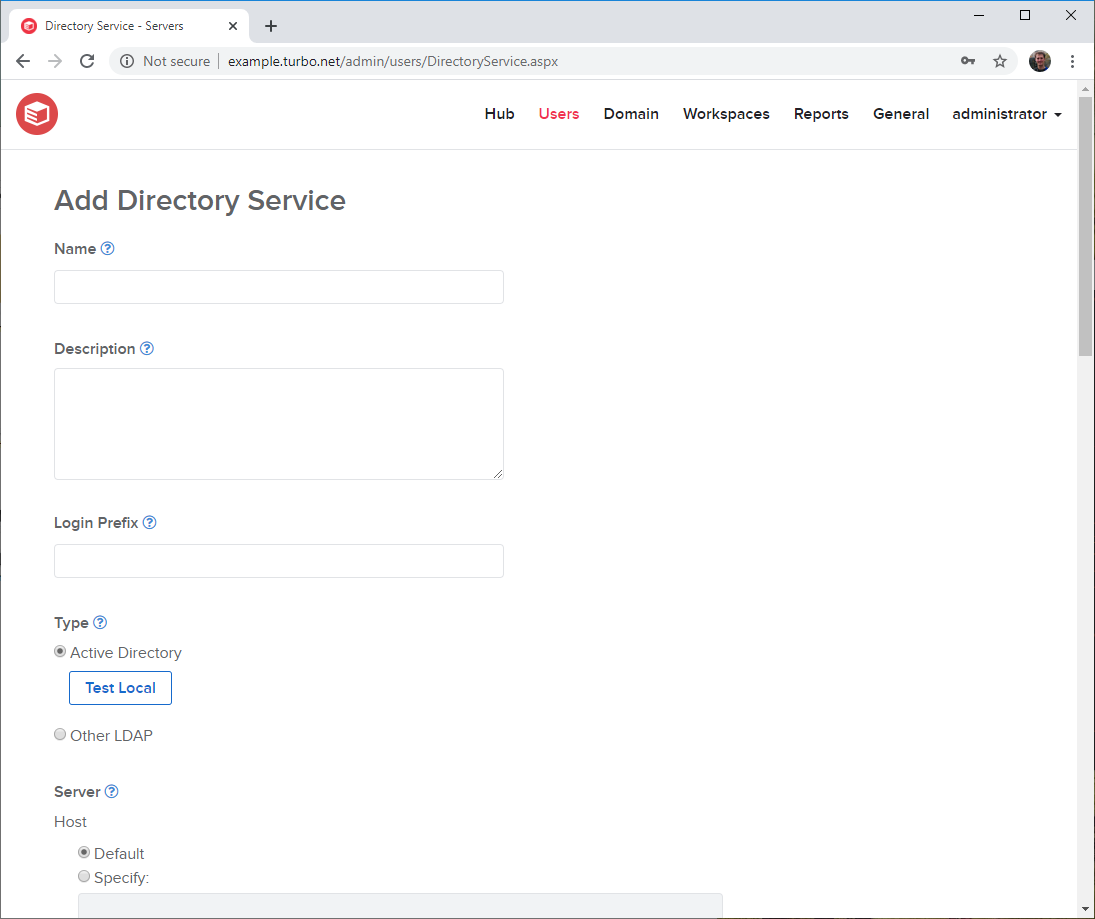 Directory Service - Servers
Not secure
example.turbo.net/admin/users/DirectoryService.aspx
Hub Users Domain Workspaces Reports General administrator
Add Directory Service
Name ?
Description ?
Login Prefix ?
Type ?
Active Directory
Test Local
Other LDAP
Server ?
Host
Default
Specify: